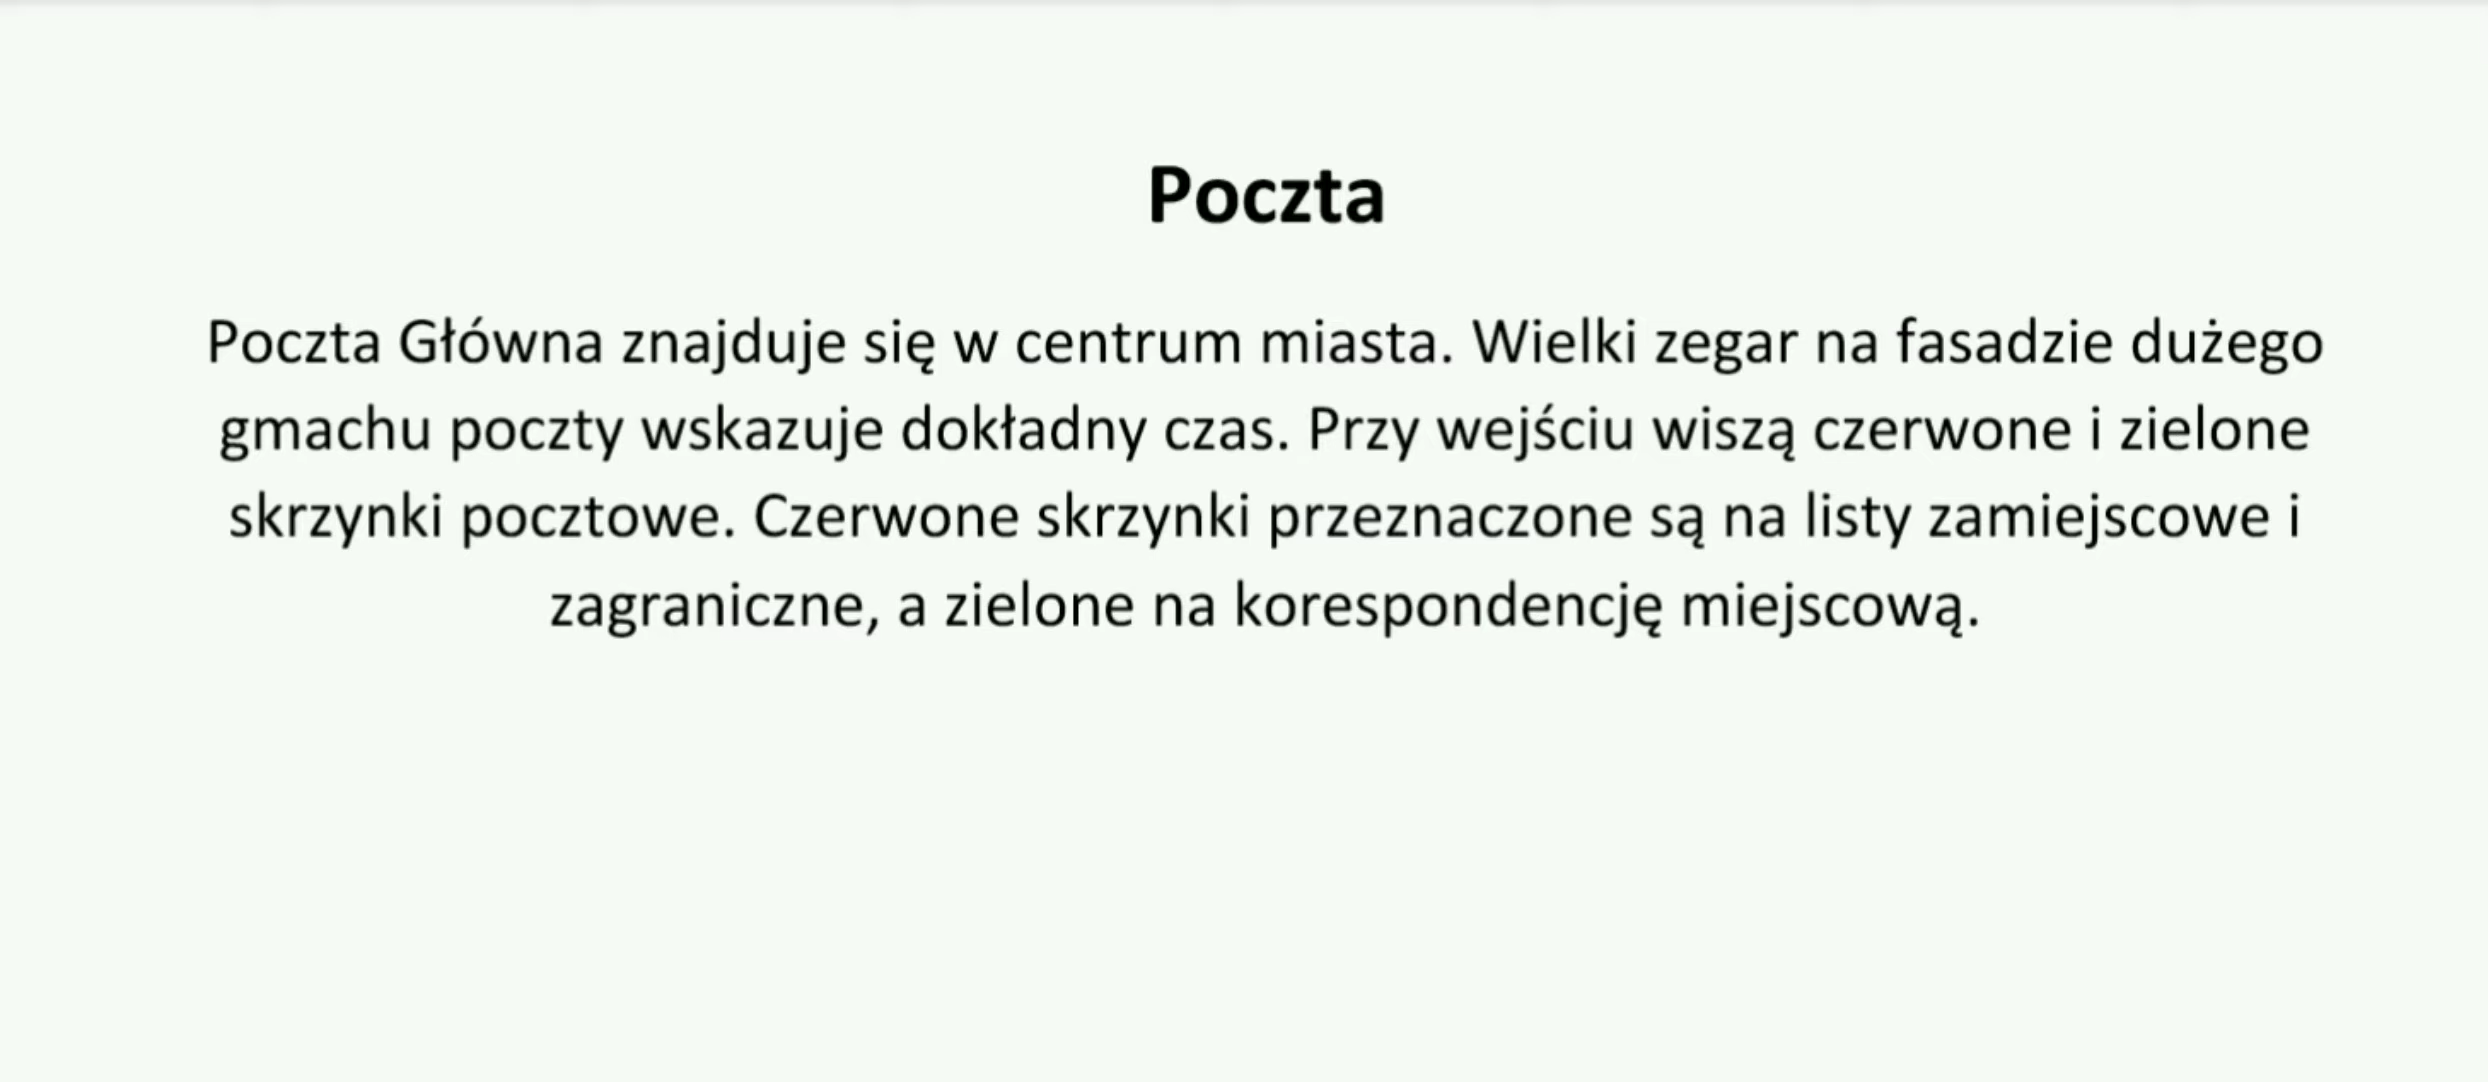 Poczta
Poczta Główna znajduje się w centrum miasta. Wielki zegar na fasadzie dużego
gmachu poczty wskazuje dokładny czas. Przy wejściu wiszą czerwone i zielone
skrzynki pocztowe. Czerwone skrzynki przeznaczone są na listy zamiejscowe i
zagraniczne, a zielone na korespondencję miejscową.